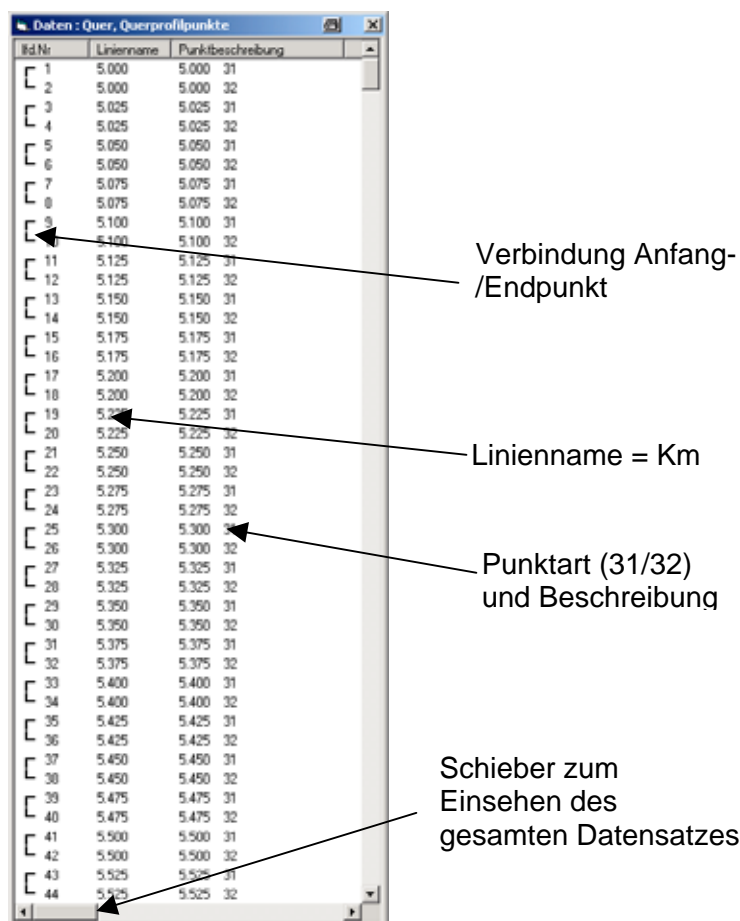 Daten : Quer, Querprofilpunkte
lfd.Nr Linienname Punktbeschreibung
1 5.000 5.000 31
2 5.000 5.000 32
3 5.025 5.025 31
4 5.025 5.025 32
5 5.050 5.050 31
6 5.050 5.050 32
7 5.075 5.075 31
8 5.075 5.075 32
9 5.100 5.100 31
5.100 5.100 32
11 5.125 5.125 31
12 5.125 5.125 32
13 5.150 5.150 31
14 5.150 5.150 32
15 5.175 5.175 31
16 5.175 5.175 32
17 5.200 5.200 31
18 5.200 5.200 32
19 5.225 5.225 31
20 5.225 5.225 32
21 5.250 5.250 31
22 5.250 5.250 32
23 5.275 5.275 31
24 5.275 5.275 32
25 5.300 5.300
26 5.300 5.300 32
27 5.325 5.325 31
28 5.325 5.325 32
29 5.350 5.350 31
30 5.350 5.350 32
31 5.375 5.375 31
32 5.375 5.375 32
33 5.400 5.400 31
34 5.400 5.400 32
35 5.425 5.425 31
36 5.425 5.425 32
37 5.450 5.450 31
38 5.450 5.450 32
39 5.475 5.475 31
40 5.475 5.475 32
41 5.500 5.500 31
42 5.500 5.500 32
43 5.525 5.525 31
44 5.525 5.525 32
Verbindung Anfang-
/Endpunkt
Linienname = Km
Punktart (31/32)
und Beschreibung
Schieber zum
Einsehen des
gesamten Datensatzes